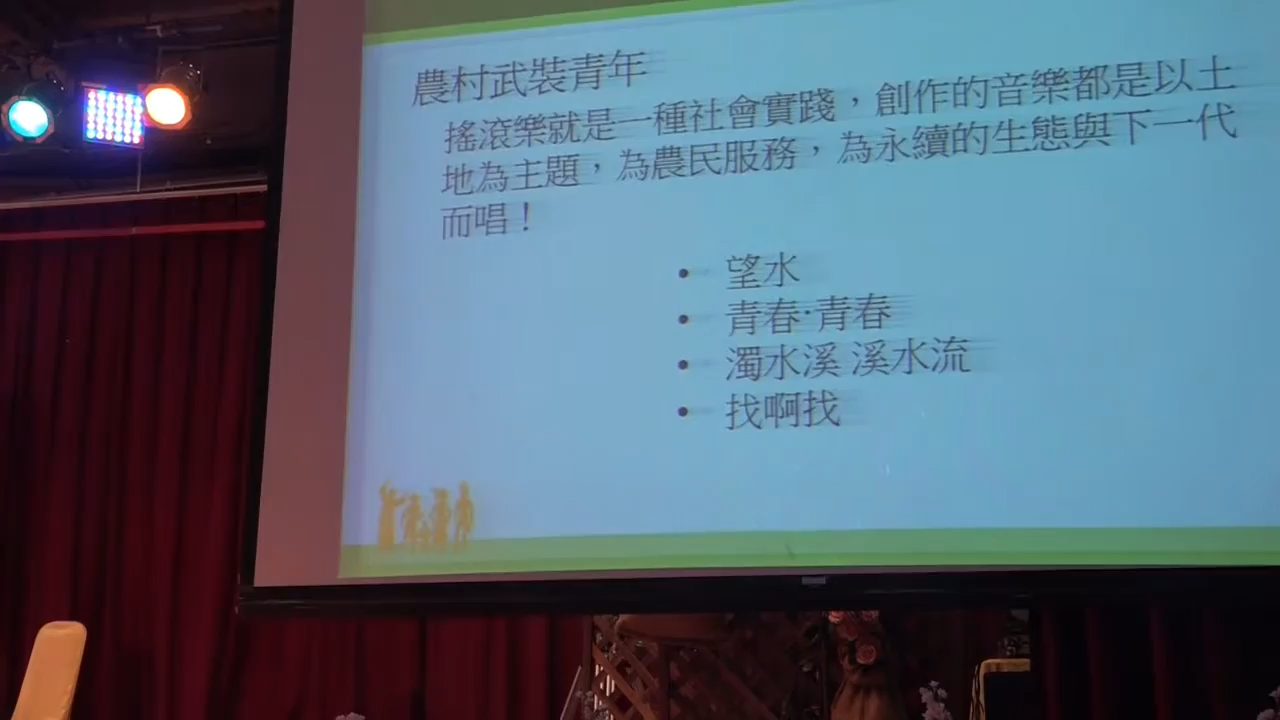 農村武裝青年
搖滾樂就是一種社會實踐，創作的音樂都是以土
地為主題，為農民服務，為永續的生態與下一代
而唱！
• 望水
• 青春·青春
• 濁水溪 溪水流
• 找啊找